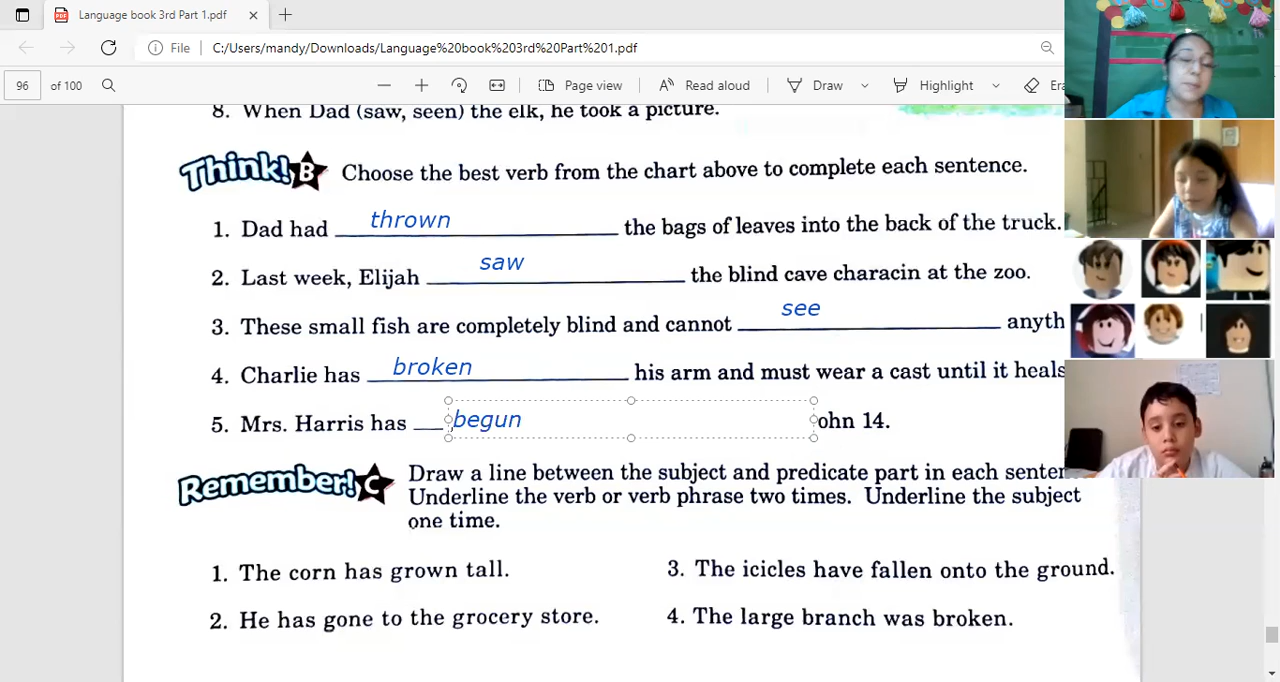 Language book 3rd Part 1.pdf
File C:/Users/mandy/Downloads/Language%20book%203rd%20Part%201.pdf
96 of 100 Page view Read aloud Draw Highlight Era
8. When Dad (saw, seen) the elk, he took a picture.
Think! B Choose the best verb from the chart above to complete each sentence.
1. Dad had thrown the bags of leaves into the back of the truck.
2. Last week, Elijah saw the blind cave characin at the zoo.
3. These small fish are completely blind and cannot see anyth
4. Charlie has broken his arm and must wear a cast until it heals
5. Mrs. Harris has begun ohn 14.
Remember! C Draw a line between the subject and predicate part in each senten
Underline the verb or verb phrase two times. Underline the subject
one time.
1. The corn has grown tall.
2. He has gone to the grocery store.
3. The icicles have fallen onto the ground.
4. The large branch was broken.